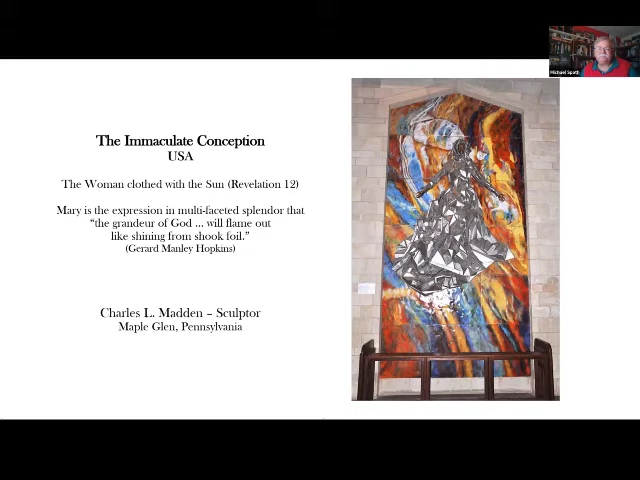 The Immaculate Conception
USA
The Woman clothed with the Sun (Revelation 12)
Mary is the expression in multi-faceted splendor that
“the grandeur of God ... will flame out
like shining from shook foil.”
(Gerard Manley Hopkins)
Charles L. Madden – Sculptor
Maple Glen, Pennsylvania
Michael Spath